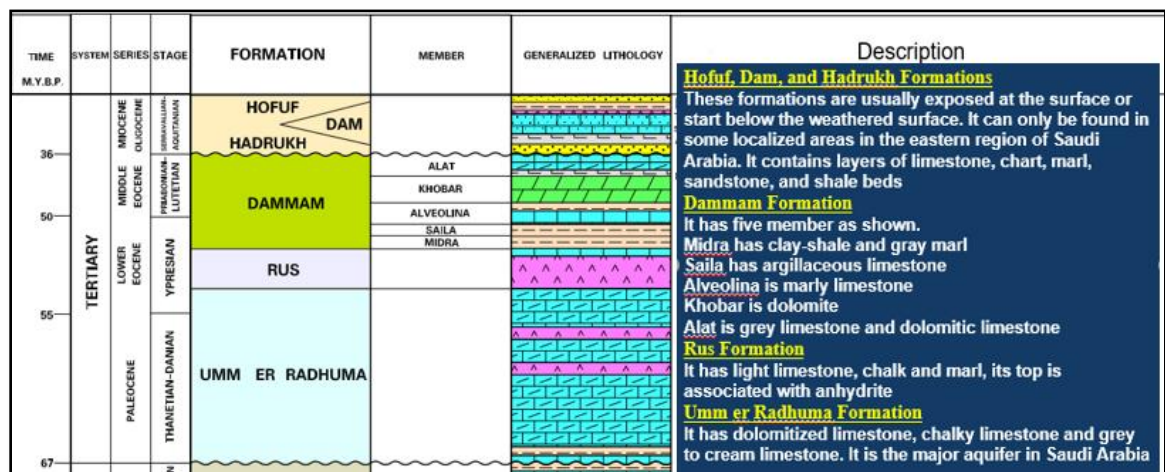 TIME
M.Y.B.P.
SYSTEM
SERIES
STAGE
FORMATION
MEMBER
GENERALIZED LITHOLOGY
Description
36
50
55
67
TERTIARY
MIOCENE
OLIGOCENE
MIDDLE
EOCENE
LOWER
EOCENE
PALEOCENE
SERRAVALLIAN-
AQUITANIAN
PRIABONIAN-
LUTETIAN
YPRESIAN
THANETIAN-DANIAN
HOFUF
DAM
HADRUKH
DAMMAM
RUS
UMM ER RADHUMA
ALAT
KHOBAR
ALVEOLINA
SAILA
MIDRA
Hofuf, Dam, and Hadrukh Formations
These formations are usually exposed at the surface or
start below the weathered surface. It can only be found in
some localized areas in the eastern region of Saudi
Arabia. It contains layers of limestone, chart, marl,
sandstone, and shale beds
Dammam Formation
It has five member as shown.
Midra has clay-shale and gray marl
Saila has argillaceous limestone
Alveolina is marly limestone
Khobar is dolomite
Alat is grey limestone and dolomitic limestone
Rus Formation
It has light limestone, chalk and marl, its top is
associated with anhydrite
Umm er Radhuma Formation
It has dolomitized limestone, chalky limestone and grey
to cream limestone. It is the major aquifer in Saudi Arabia